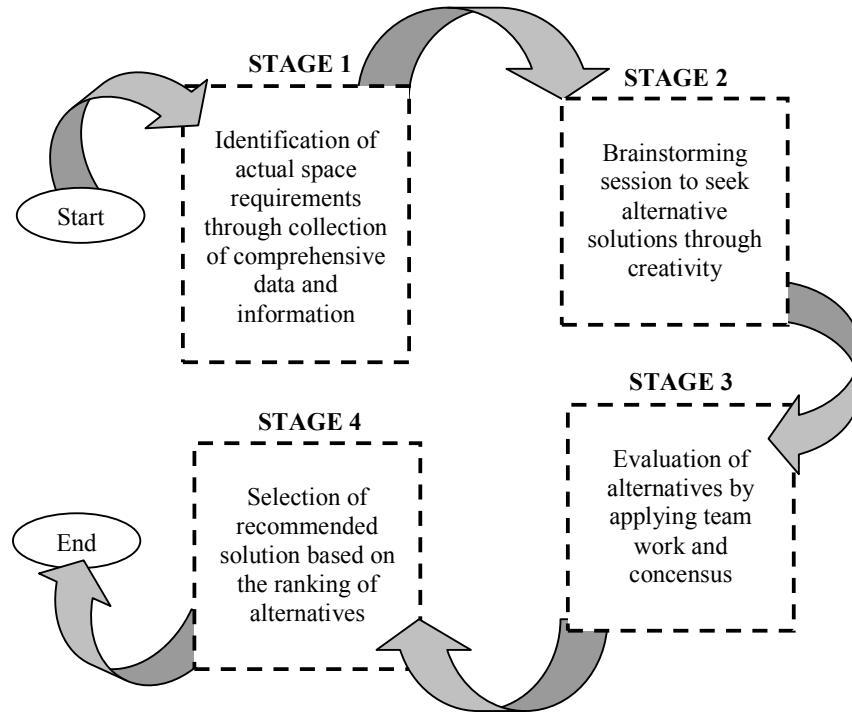 STAGE 1
Start
Identification of
actual space
requirements
through collection
of comprehensive
data and
information
STAGE 2
Brainstorming
session to seek
alternative
solutions through
creativity
STAGE 3
Evaluation of
alternatives by
applying team
work and
concensus
STAGE 4
Selection of
recommended
solution based on
the ranking of
alternatives
End